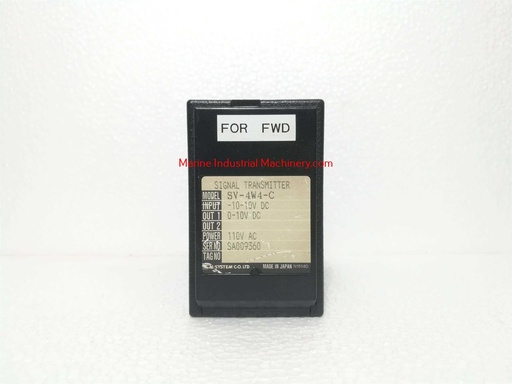 FOR FWD
Marine Industrial Machinery.com
SIGNAL TRANSMITTER
MODEL SV-4W4-C
INPUT -10-10V DC
OUT 1 0-10V DC
OUT 2
POWER 110V AC
SER NO SA009360
TAG NO
M-SYSTEM CO.,LTD. MADE IN JAPAN